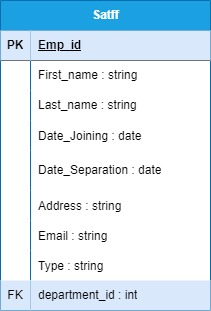 Satff
PK Emp_id
First_name : string
Last_name : string
Date_Joining : date
Date_Separation : date
Address : string
Email : string
Type : string
FK department_id : int